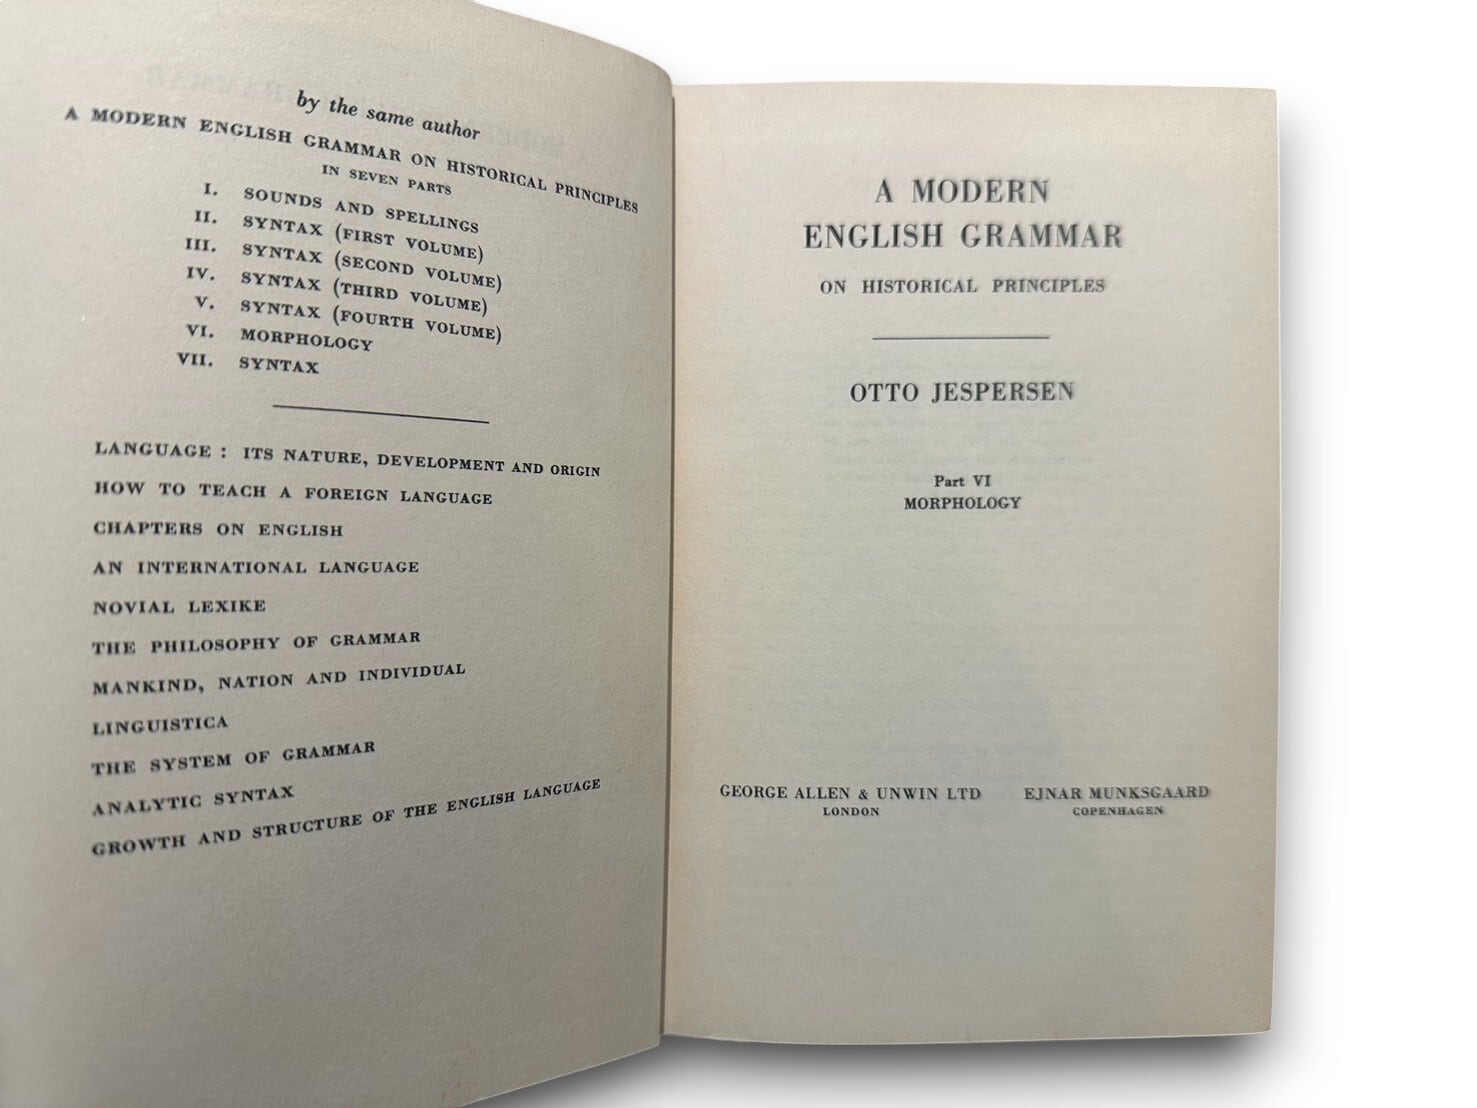 by the same author
A MODERN ENGLISH GRAMMAR ON HISTORICAL PRINCIPLES
IN SEVEN PARTS
I. SOUNDS AND SPELLINGS
II. SYNTAX (FIRST VOLUME)
III. SYNTAX (SECOND VOLUME)
IV. SYNTAX (THIRD VOLUME)
V. SYNTAX (FOURTH VOLUME)
VI. MORPHOLOGY
VII. SYNTAX
LANGUAGE : ITS NATURE, DEVELOPMENT AND ORIGIN
HOW TO TEACH A FOREIGN LANGUAGE
CHAPTERS ON ENGLISH
AN INTERNATIONAL LANGUAGE
NOVIAL LEXIKE
THE PHILOSOPHY OF GRAMMAR
MANKIND, NATION AND INDIVIDUAL
LINGUISTICA
THE SYSTEM OF GRAMMAR
ANALYTIC SYNTAX
GROWTH AND STRUCTURE OF THE ENGLISH LANGUAGE
A MODERN
ENGLISH GRAMMAR
ON HISTORICAL PRINCIPLES
OTTO JESPERSEN
Part VI
MORPHOLOGY
GEORGE ALLEN & UNWIN LTD
LONDON
EJNAR MUNKSGAARD
COPENHAGEN